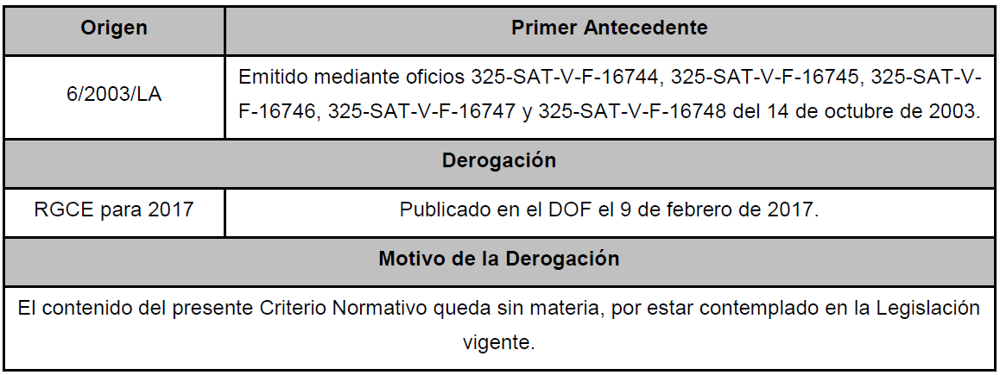 Origen
Primer Antecedente
6/2003/LA
Emitido mediante oficios 325-SAT-V-F-16744, 325-SAT-V-F-16745, 325-SAT-V-
F-16746, 325-SAT-V-F-16747 y 325-SAT-V-F-16748 del 14 de octubre de 2003.
Derogación
RGCE para 2017
Publicado en el DOF el 9 de febrero de 2017.
Motivo de la Derogación
El contenido del presente Criterio Normativo queda sin materia, por estar contemplado en la Legislación
vigente.